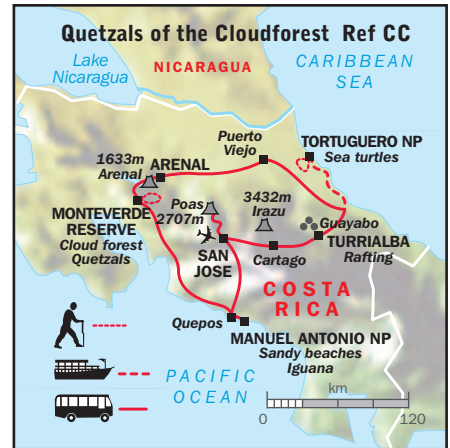 Quetzals of the Cloudforest Ref CC
Lake
Nicaragua
NICARAGUA
CARIBBEAN
SEA
Puerto
Viejo
TORTUGUERO NP
Sea turtles
1633m
Arenal
ARENAL
Poas
2707m
3432m
Irazu
MONTEVERDE
RESERVE
Cloud forest
Quetzals
Guayabo
TURRIALBA
Rafting
SAN
JOSE
Cartago
COSTA
RICA
Quepos
MANUEL ANTONIO NP
Sandy beaches
Iguana
PACIFIC
OCEAN
km
0 120